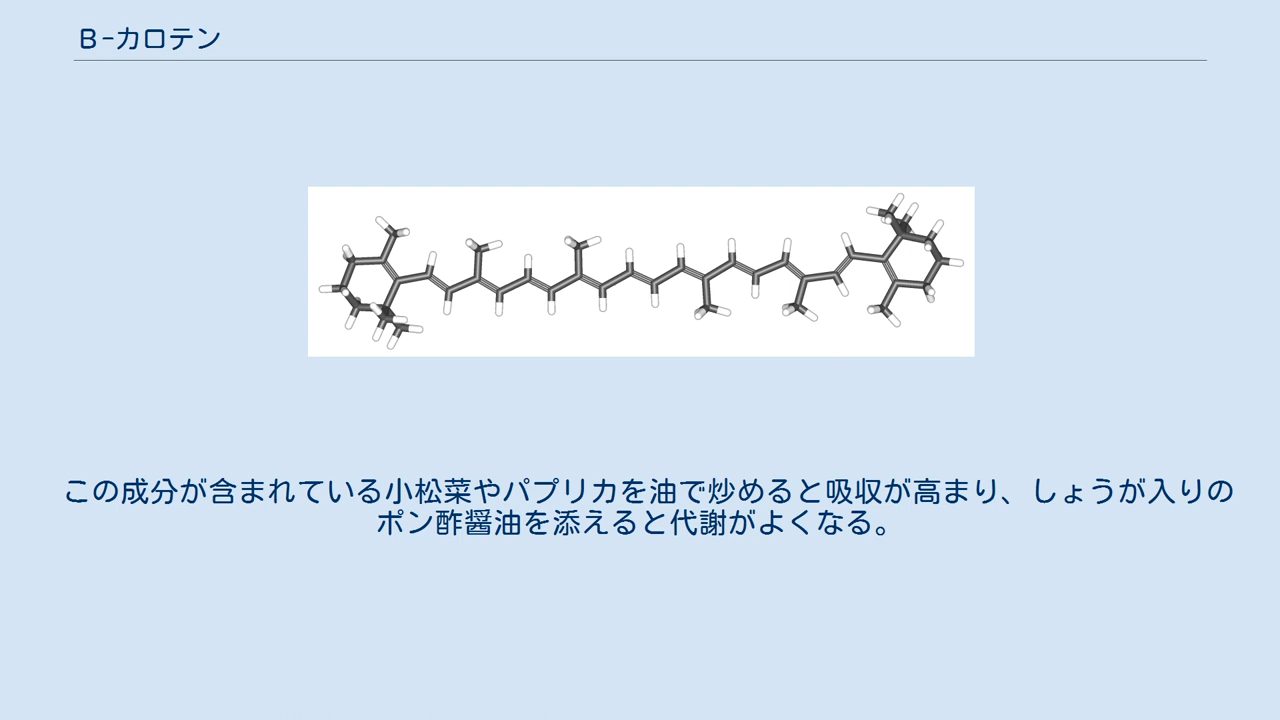 Β-カロテン
この成分が含まれている小松菜やパプリカを油で炒めると吸収が高まり、しょうが入りの
ポン酢醤油を添えると代謝がよくなる。